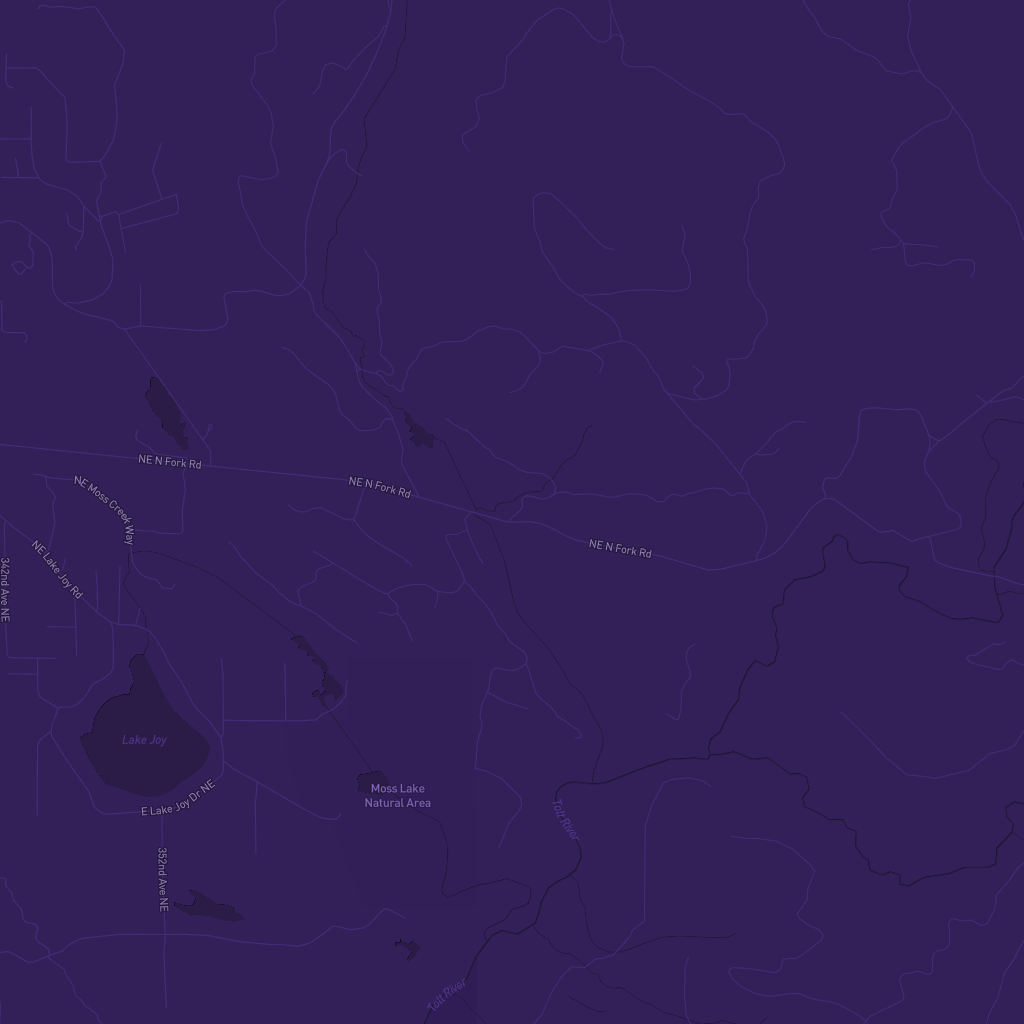 NE N Fork Rd
NE N Fork Rd
NE Moss Creek Way
NE N Fork Rd
NE Lake Joy Rd
342nd Ave NE
Lake Joy
Moss Lake
Natural Area
E Lake Joy Dr NE
Tolt River
352nd Ave NE
Tolt River